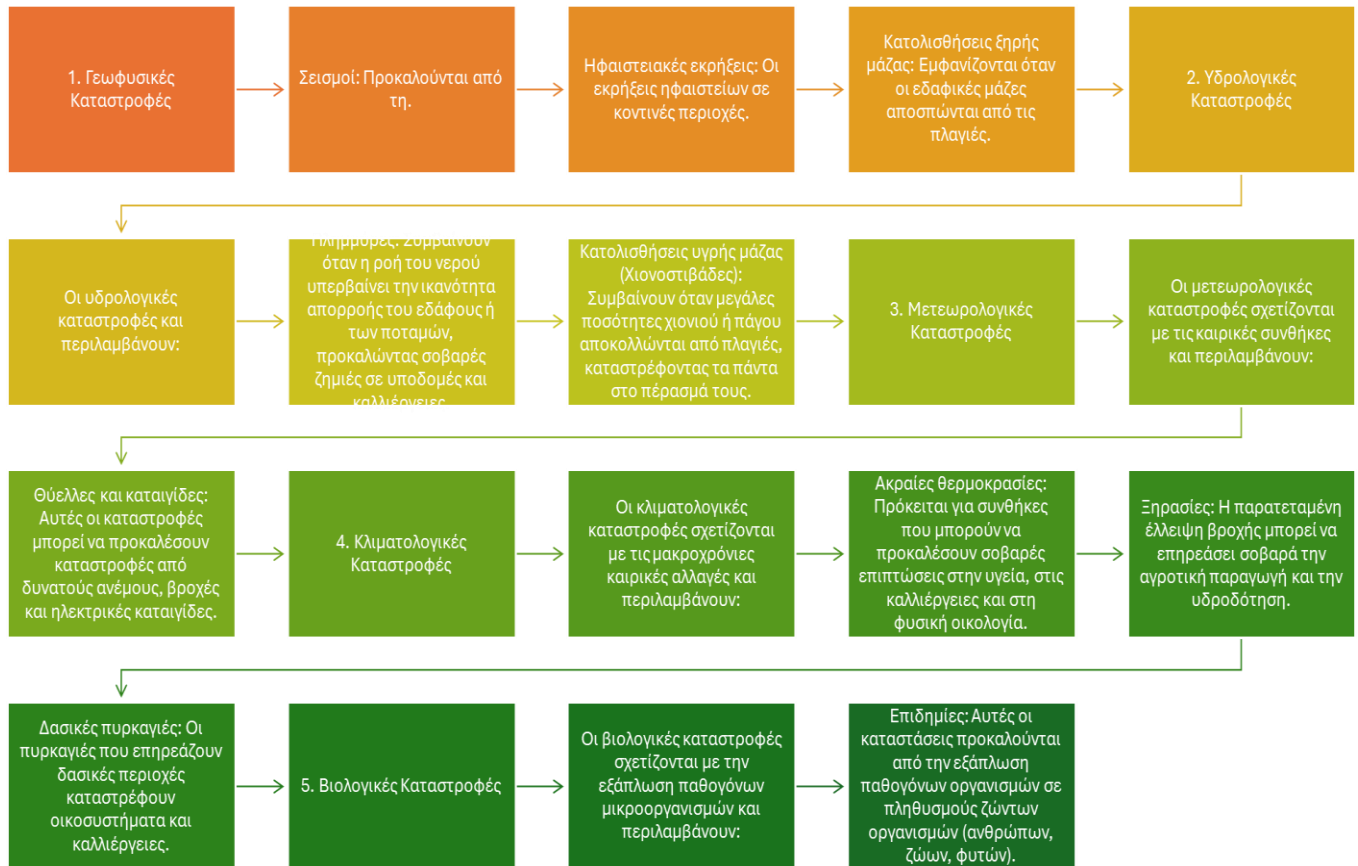 1. Γεωφυσικές
Καταστροφές
Σεισμοί: Προκαλούνται από
τη.
Ηφαιστειακές εκρήξεις: Οι
εκρήξεις ηφαιστείων σε
κοντινές περιοχές.
Κατολισθήσεις ξηρής
μάζας: Εμφανίζονται όταν
οι εδαφικές μάζες
αποσπώνται από τις
πλαγιές.
2. Υδρολογικές
Καταστροφές
Οι υδρολογικές
καταστροφές και
περιλαμβάνουν:
Πλημμύρες: Συμβαίνουν
όταν η ροή του νερού
υπερβαίνει την ικανότητα
απορροής του εδάφους ή
των ποταμών,
προκαλώντας σοβαρές
ζημιές σε υποδομές και
καλλιέργειες
Κατολισθήσεις υγρής μάζας
(Χιονοστιβάδες):
Συμβαίνουν όταν μεγάλες
ποσότητες χιονιού ή πάγου
αποκολλώνται από πλαγιές,
καταστρέφοντας τα πάντα
στο πέρασμά τους.
3. Μετεωρολογικές
Καταστροφές
Οι μετεωρολογικές
καταστροφές σχετίζονται
με τις καιρικές συνθήκες
και περιλαμβάνουν:
Θύελλες και καταιγίδες:
Αυτές οι καταστροφές
μπορεί να προκαλέσουν
καταστροφές από
δυνατούς ανέμους, βροχές
και ηλεκτρικές καταιγίδες.
4. Κλιματολογικές
Καταστροφές
Οι κλιματολογικές
καταστροφές σχετίζονται
με τις μακροχρόνιες
καιρικές αλλαγές και
περιλαμβάνουν:
Ακραίες θερμοκρασίες:
Πρόκειται για συνθήκες
που μπορούν να
προκαλέσουν σοβαρές
επιπτώσεις στην υγεία, στις
καλλιέργειες και στη
φυσική οικολογία.
Ξηρασίες: Η παρατεταμένη
έλλειψη βροχής μπορεί να
επηρεάσει σοβαρά την
αγροτική παραγωγή και την
υδροδότηση.
Δασικές πυρκαγιές: Οι
πυρκαγιές που επηρεάζουν
δασικές περιοχές
καταστρέφουν
οικοσυστήματα και
καλλιέργειες.
5. Βιολογικές Καταστροφές
Οι βιολογικές καταστροφές
σχετίζονται με την
εξάπλωση παθογόνων
μικροοργανισμών και
περιλαμβάνουν:
Επιδημίες: Αυτές οι
καταστάσεις προκαλούνται
από την εξάπλωση
παθογόνων οργανισμών σε
πληθυσμούς ζώντων
οργανισμών (ανθρώπων,
ζώων, φυτών).